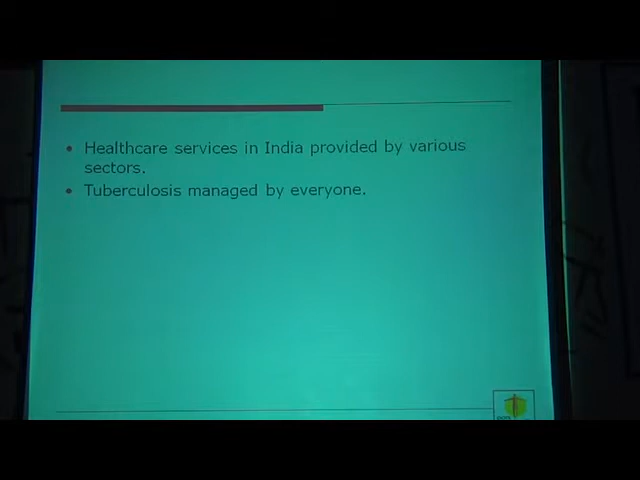 • Healthcare services in India provided by various
sectors.
• Tuberculosis managed by everyone.